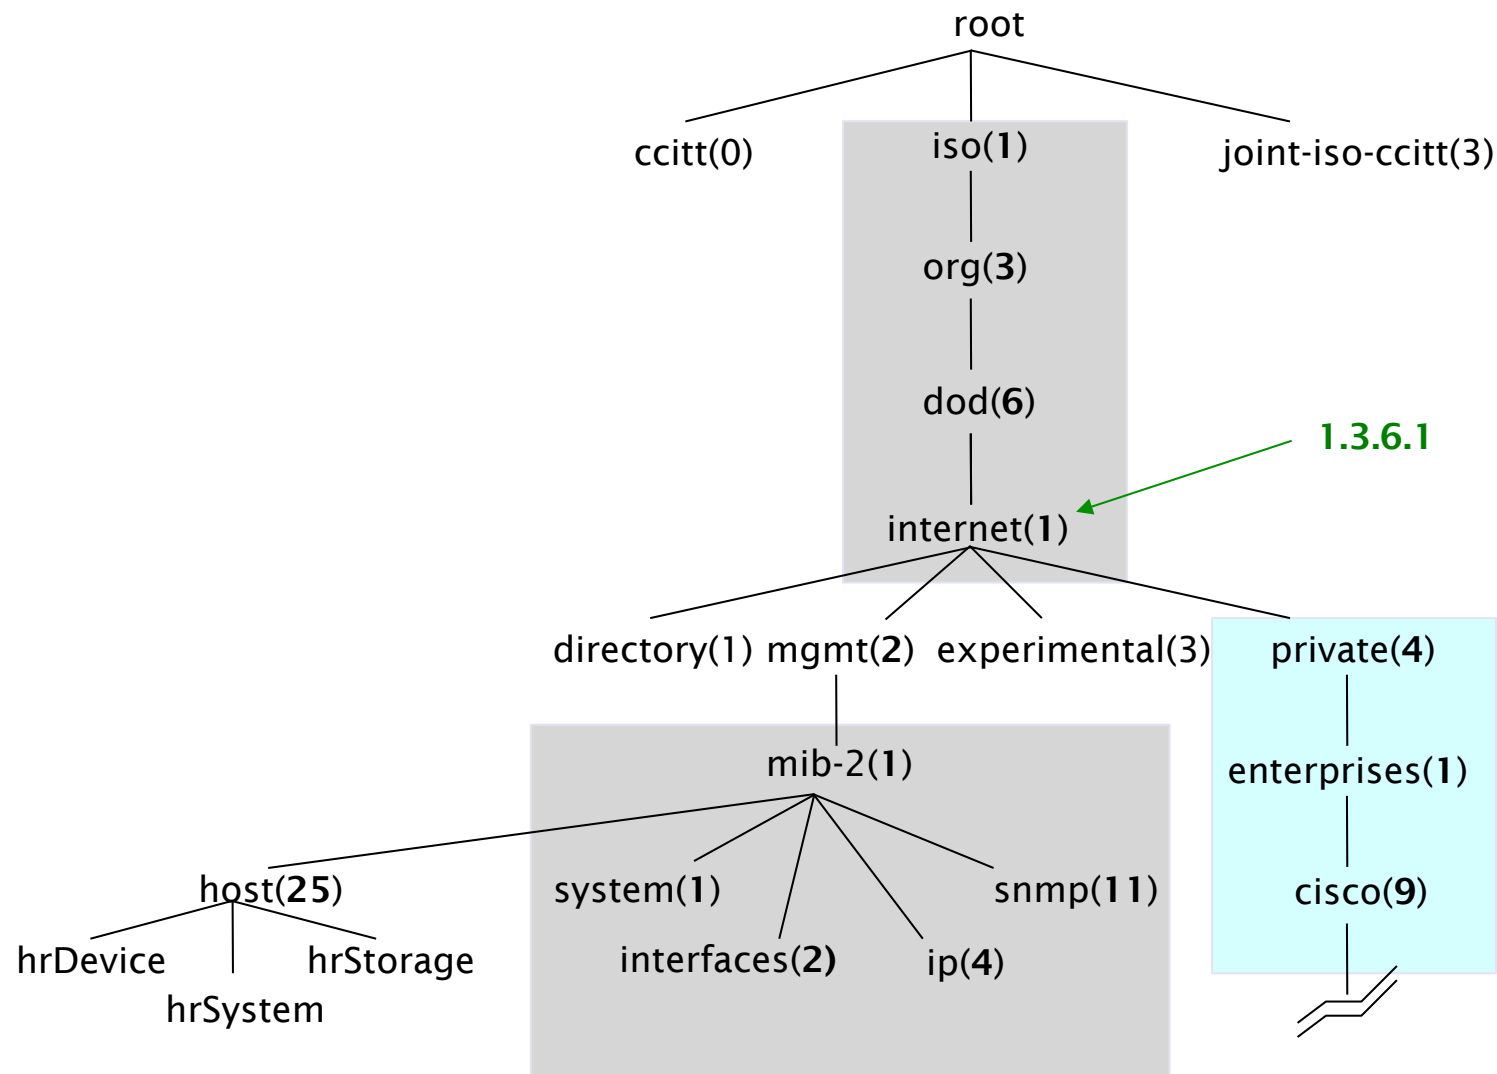 root
ccitt(0)
iso(1)
joint-iso-ccitt(3)
org(3)
dod(6)
1.3.6.1
internet(1)
directory(1)
mgmt(2)
experimental(3)
private(4)
mib-2(1)
enterprises(1)
host(25)
system(1)
snmp(11)
cisco(9)
hrDevice
hrStorage
interfaces(2)
ip(4)
hrSystem